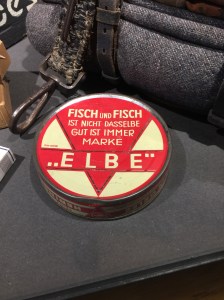 FISCH UND FISCH
IST NICHT DASSELBE
GUT IST IMMER
MARKE
„ELBE"